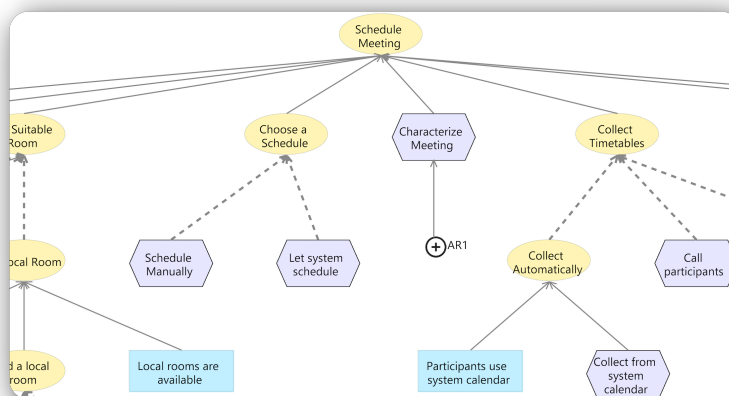 Schedule
Meeting
Suitable
Room
Choose a
Schedule
Characterize
Meeting
Collect
Timetables
Local Room
Schedule
Manually
Let system
schedule
AR1
Collect
Automatically
Call
participants
a local
room
Local rooms are
available
Participants use
system calendar
Collect from
system
calendar